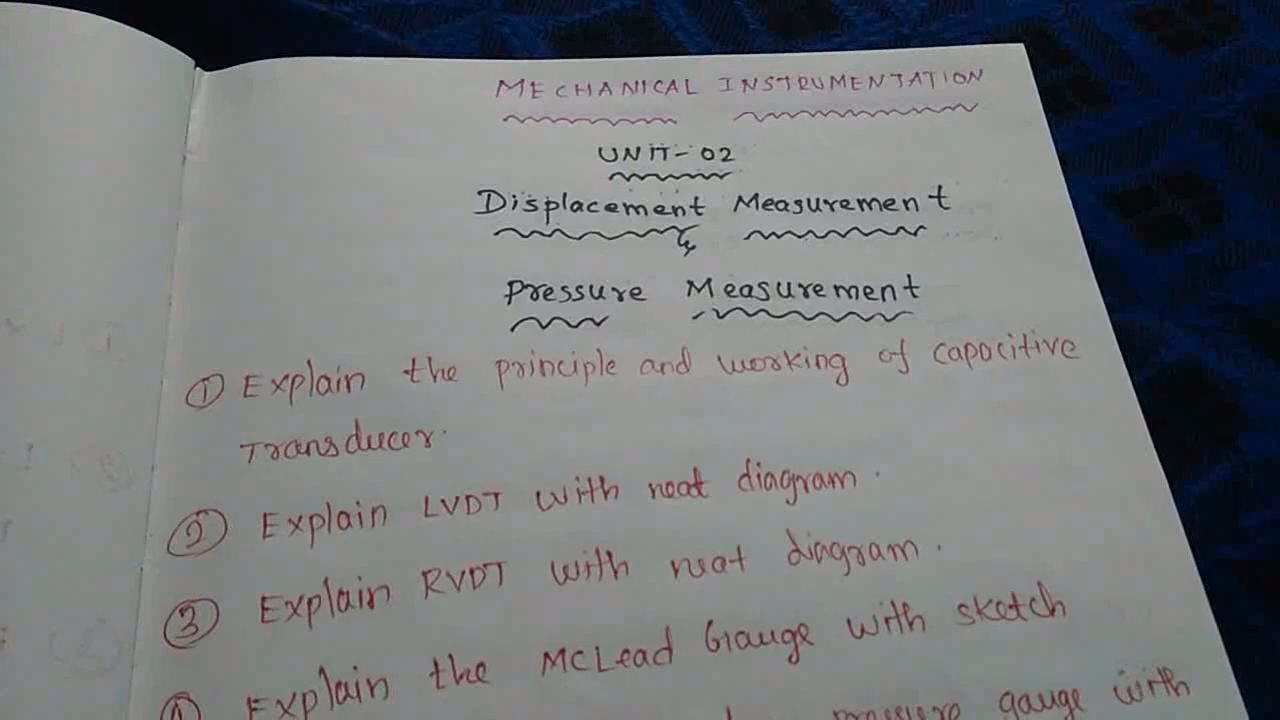 MECHANICAL INSTRUMENTATION
UNIT-02
Displacement Measurement
&
Pressure Measurement
① Explain the principle and working of capacitive
Transducer.
② Explain LVDT with neat diagram.
③ Explain RVDT with neat diagram.
④ Explain the McLead Gauge with sketch
gauge with